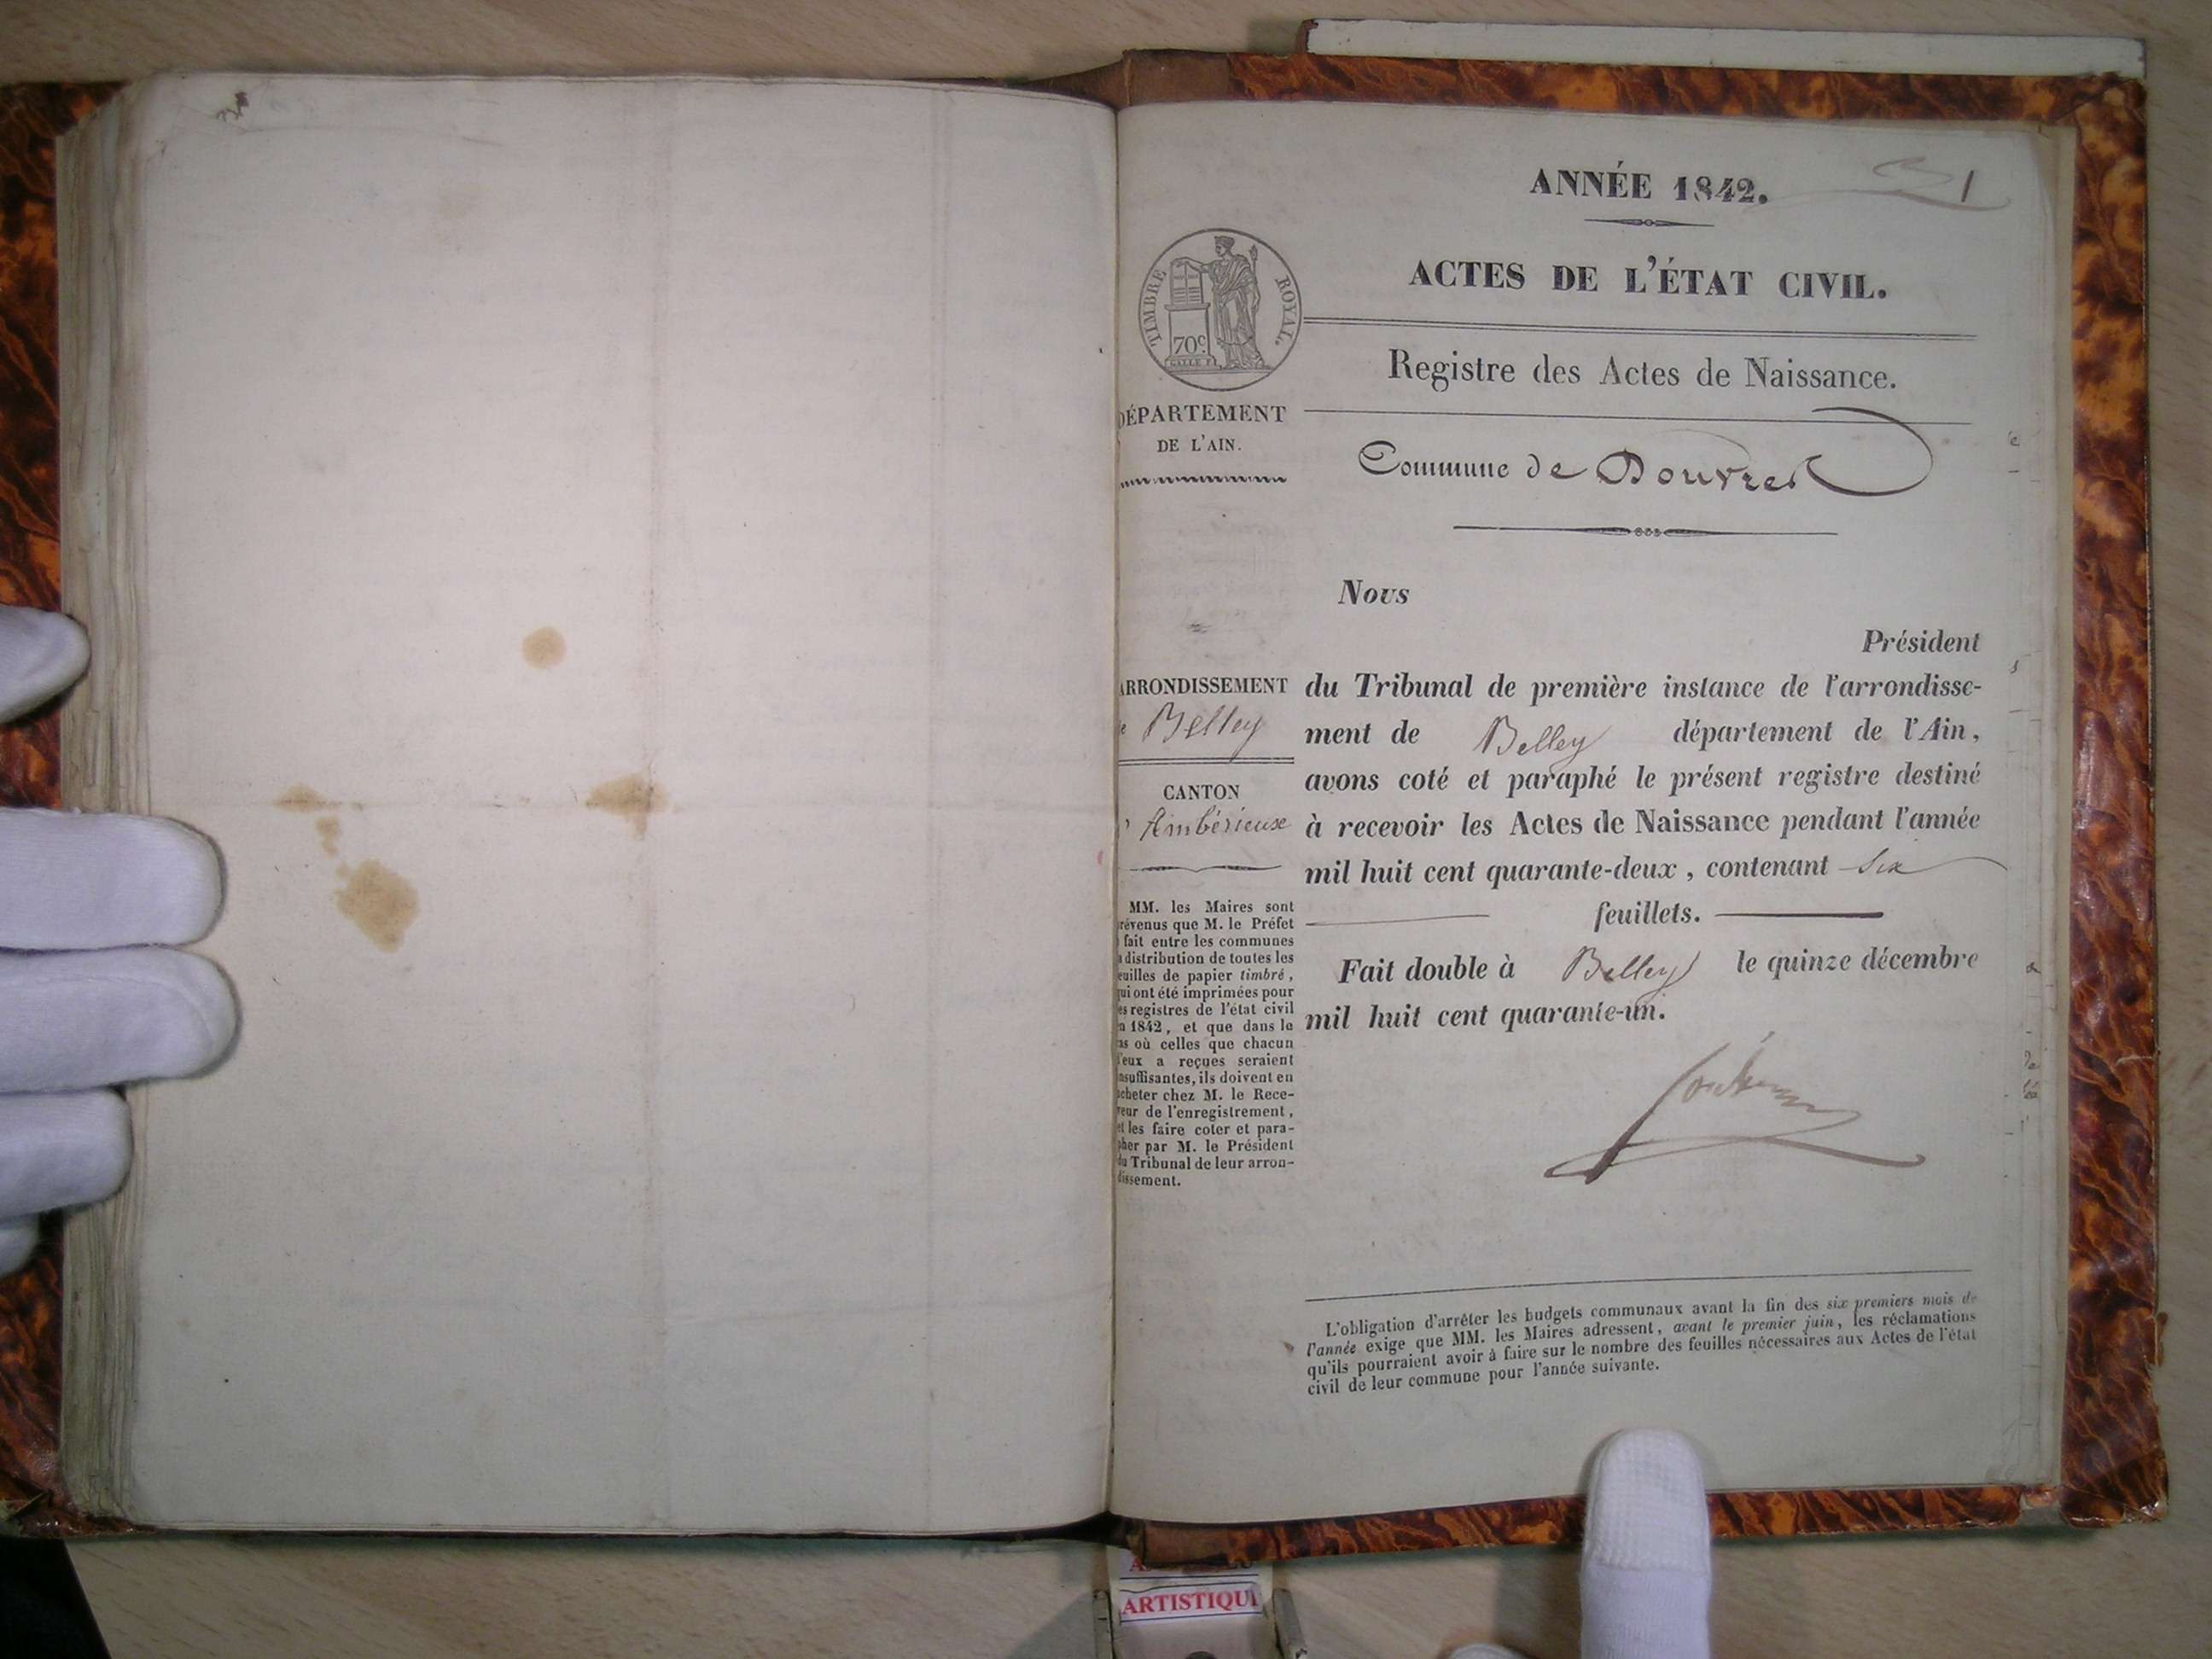 ANNÉE 1842.
1
ACTES DE L'ÉTAT CIVIL.
TIMBRE ROYAL.
70c
Registre des Actes de Naissance.
DÉPARTEMENT
DE L'AIN.
Commune de Douvres
Nous
Président
du Tribunal de première instance de l'arrondisse-
ment de Belley département de l'Ain,
avons coté et paraphé le présent registre destiné
à recevoir les Actes de Naissance pendant l'année
mil huit cent quarante-deux, contenant six
feuillets.
Fait double à Belley le quinze décembre
mil huit cent quarante-un.
ARRONDISSEMENT
e Belley
CANTON
' Ambérieux
MM. les Maires sont
révenus que M. le Préfet
fait entre les communes
a distribution de toutes les
euilles de papier timbré,
qui ont été imprimées pour
es registres de l'état civil
n 1842, et que dans le
as où celles que chacun
d'eux a reçues seraient
nsuffisantes, ils doivent en
cheter chez M. le Rece-
veur de l'enregistrement,
et les faire coter et para-
pher par M. le Président
du Tribunal de leur arron-
dissement.
L'obligation d'arrêter les budgets communaux avant la fin des six premiers mois de
l'année exige que MM. les Maires adressent, avant le premier juin, les réclamations
qu'ils pourraient avoir à faire sur le nombre des feuilles nécessaires aux Actes de l'état
civil de leur commune pour l'année suivante.
ARTISTIQU